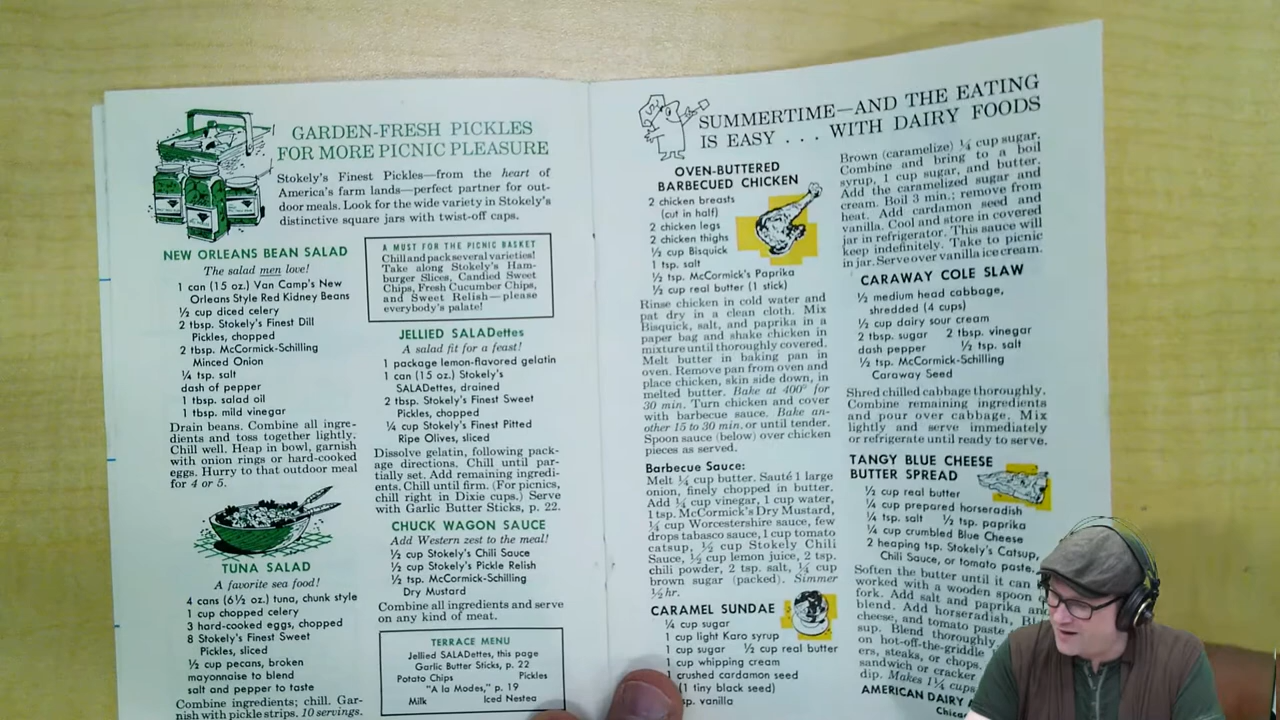 GARDEN-FRESH PICKLES
FOR MORE PICNIC PLEASURE
Stokely's Finest Pickles—from the heart of
America's farm lands—perfect partner for out-
door meals. Look for the wide variety in Stokely's
distinctive square jars with twist-off caps.
NEW ORLEANS BEAN SALAD
The salad men love!
1 can (15 oz.) Van Camp's New
Orleans Style Red Kidney Beans
½ cup diced celery
2 tbsp. Stokely's Finest Dill
Pickles, chopped
2 tbsp. McCormick-Schilling
Minced Onion
¼ tsp. salt
dash of pepper
1 tbsp. salad oil
1 tbsp. mild vinegar
Drain beans. Combine all ingre-
dients and toss together lightly.
Chill well. Heap in bowl, garnish
with onion rings or hard-cooked
eggs. Hurry to that outdoor meal
for 4 or 5.
TUNA SALAD
A favorite sea food!
4 cans (6½ oz.) tuna, chunk style
1 cup chopped celery
3 hard-cooked eggs, chopped
8 Stokely's Finest Sweet
Pickles, sliced
½ cup pecans, broken
mayonnaise to blend
salt and pepper to taste
Combine ingredients; chill. Gar-
nish with pickle strips. 10 servings.
A MUST FOR THE PICNIC BASKET
Chill and pack several varieties!
Take along Stokely's Ham-
burger Slices, Candied Sweet
Chips, Fresh Cucumber Chips,
and Sweet Relish—please
everybody's palate!
JELLIED SALADettes
A salad fit for a feast!
1 package lemon-flavored gelatin
1 can (15 oz.) Stokely's
SALADettes, drained
2 tbsp. Stokely's Finest Sweet
Pickles, chopped
¼ cup Stokely's Finest Pitted
Ripe Olives, sliced
Dissolve gelatin, following pack-
age directions. Chill until par-
tially set. Add remaining ingredi-
ents. Chill until firm. (For picnics,
chill right in Dixie cups.) Serve
with Garlic Butter Sticks, p. 22.
CHUCK WAGON SAUCE
Add Western zest to the meal!
½ cup Stokely's Chili Sauce
½ cup Stokely's Pickle Relish
½ tsp. McCormick-Schilling
Dry Mustard
Combine all ingredients and serve
on any kind of meat.
TERRACE MENU
Jellied SALADettes, this page
Garlic Butter Sticks, p. 22
Potato Chips Pickles
"A la Modes," p. 19
Milk Iced Nestea
SUMMERTIME—AND THE EATING
IS EASY . . . WITH DAIRY FOODS
OVEN-BUTTERED
BARBECUED CHICKEN
2 chicken breasts
(cut in half)
2 chicken legs
2 chicken thighs
½ cup Bisquick
1 tsp. salt
½ tsp. McCormick's Paprika
½ cup real butter (1 stick)
Rinse chicken in cold water and
pat dry in a clean cloth. Mix
Bisquick, salt, and paprika in a
paper bag and shake chicken in
mixture until thoroughly covered.
Melt butter in baking pan in
oven. Remove pan from oven and
place chicken, skin side down, in
melted butter. Bake at 400° for
30 min. Turn chicken and cover
with barbecue sauce. Bake an-
other 15 to 30 min. or until tender.
Spoon sauce (below) over chicken
pieces as served.
Barbecue Sauce:
Melt ¼ cup butter. Sauté 1 large
onion, finely chopped in butter.
Add ¼ cup vinegar, 1 cup water,
1 tsp. McCormick's Dry Mustard,
¼ cup Worcestershire sauce, few
drops tabasco sauce, 1 cup tomato
catsup, ½ cup Stokely Chili
Sauce, ½ cup lemon juice, 2 tsp.
chili powder, 2 tsp. salt, ¼ cup
brown sugar (packed). Simmer
½ hr.
CARAMEL SUNDAE
¼ cup sugar
1 cup light Karo syrup
1 cup sugar ½ cup real butter
1 cup whipping cream
1 crushed cardamon seed
(1 tiny black seed)
sp. vanilla
Brown (caramelize) ¼ cup sugar.
Combine and bring to a boil
syrup, 1 cup sugar, and butter.
Add the caramelized sugar and
cream. Boil 3 min.; remove from
heat. Add cardamon seed and
vanilla. Cool and store in covered
jar in refrigerator. This sauce will
keep indefinitely. Take to picnic
in jar. Serve over vanilla ice cream.
CARAWAY COLE SLAW
½ medium head cabbage,
shredded (4 cups)
½ cup dairy sour cream
2 tbsp. sugar 2 tbsp. vinegar
dash pepper ½ tsp. salt
½ tsp. McCormick-Schilling
Caraway Seed
Shred chilled cabbage thoroughly.
Combine remaining ingredients
and pour over cabbage. Mix
lightly and serve immediately
or refrigerate until ready to serve.
TANGY BLUE CHEESE
BUTTER SPREAD
½ cup real butter
¼ cup prepared horseradish
¼ tsp. salt ½ tsp. paprika
¼ cup crumbled Blue Cheese
2 heaping tsp. Stokely's Catsup,
Chili Sauce, or tomato paste.
Soften the butter until it can
worked with a wooden spoon
fork. Add salt and paprika and
blend. Add horseradish, Bl
cheese, and tomato paste
sup. Blend thoroughly.
on hot-off-the-griddle
ers, steaks, or chops.
sandwich or cracker
dip. Makes 1¼ cups
AMERICAN DAIRY A
Chica